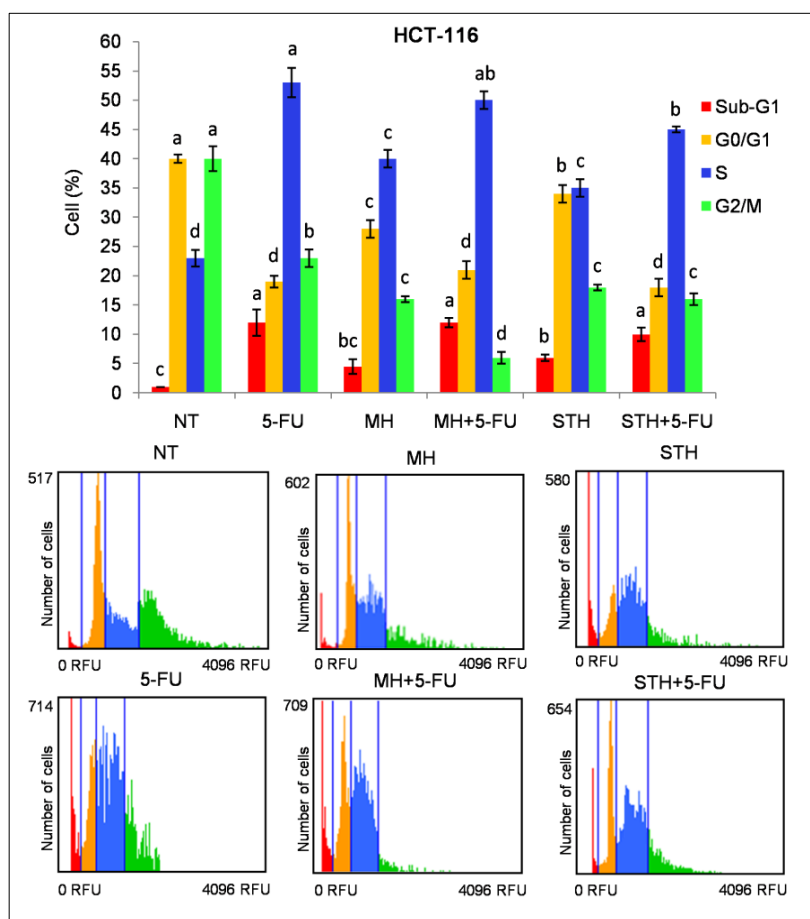 HCT-116
60
55
50
45
40
35
30
25
20
15
10
5
0
Cell (%)
c a d a
a d a b
bc d c c
a d ab d
b b c c
a d b c
NT 5-FU MH MH+5-FU STH STH+5-FU
Sub-G1
G0/G1
S
G2/M
NT
517
Number of cells
0 RFU 4096 RFU
MH
602
Number of cells
0 RFU 4096 RFU
STH
580
Number of cells
0 RFU 4096 RFU
5-FU
714
Number of cells
0 RFU 4096 RFU
MH+5-FU
709
Number of cells
0 RFU 4096 RFU
STH+5-FU
654
Number of cells
0 RFU 4096 RFU